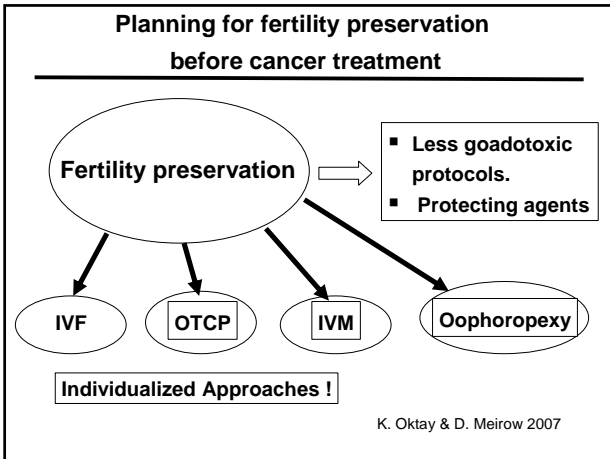 Planning for fertility preservation
before cancer treatment
Fertility preservation
▪ Less goadotoxic
protocols.
▪ Protecting agents
IVF
OTCP
IVM
Oophoropexy
Individualized Approaches !
K. Oktay & D. Meirow 2007